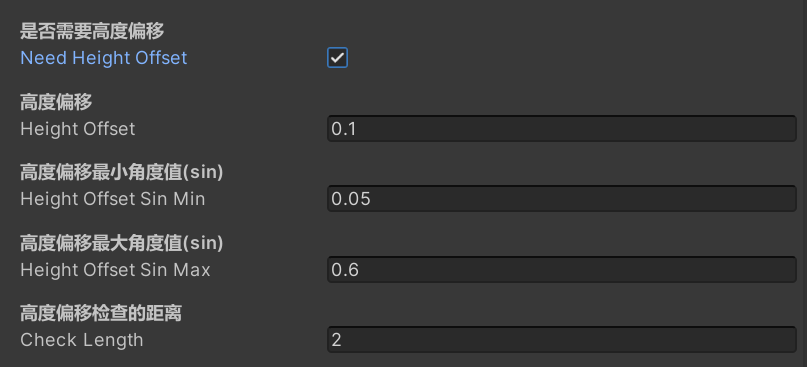 是否需要高度偏移
Need Height Offset
高度偏移
Height Offset 0.1
高度偏移最小角度值(sin)
Height Offset Sin Min 0.05
高度偏移最大角度值(sin)
Height Offset Sin Max 0.6
高度偏移检查的距离
Check Length 2